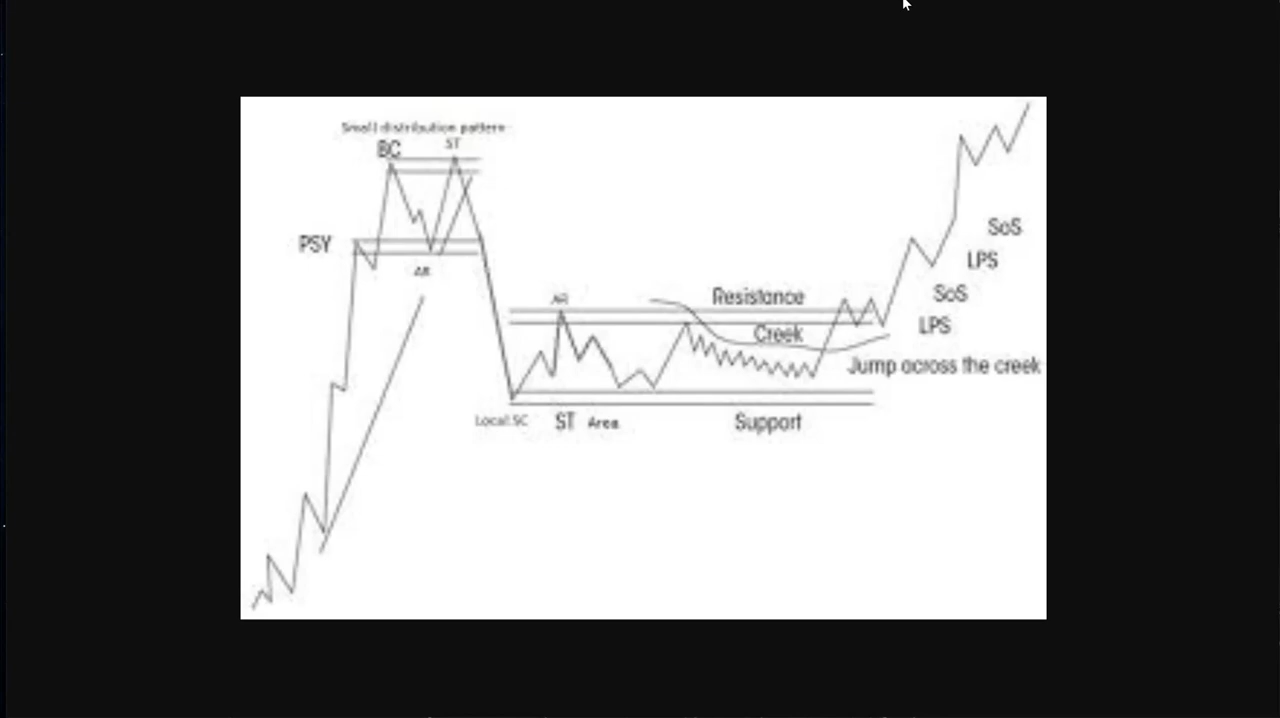 Small distribution pattern
BC
ST
PSY
AR
SoS
LPS
SoS
AR
Resistance
LPS
Creek
Jump across the creek
Local SC
ST Area
Support